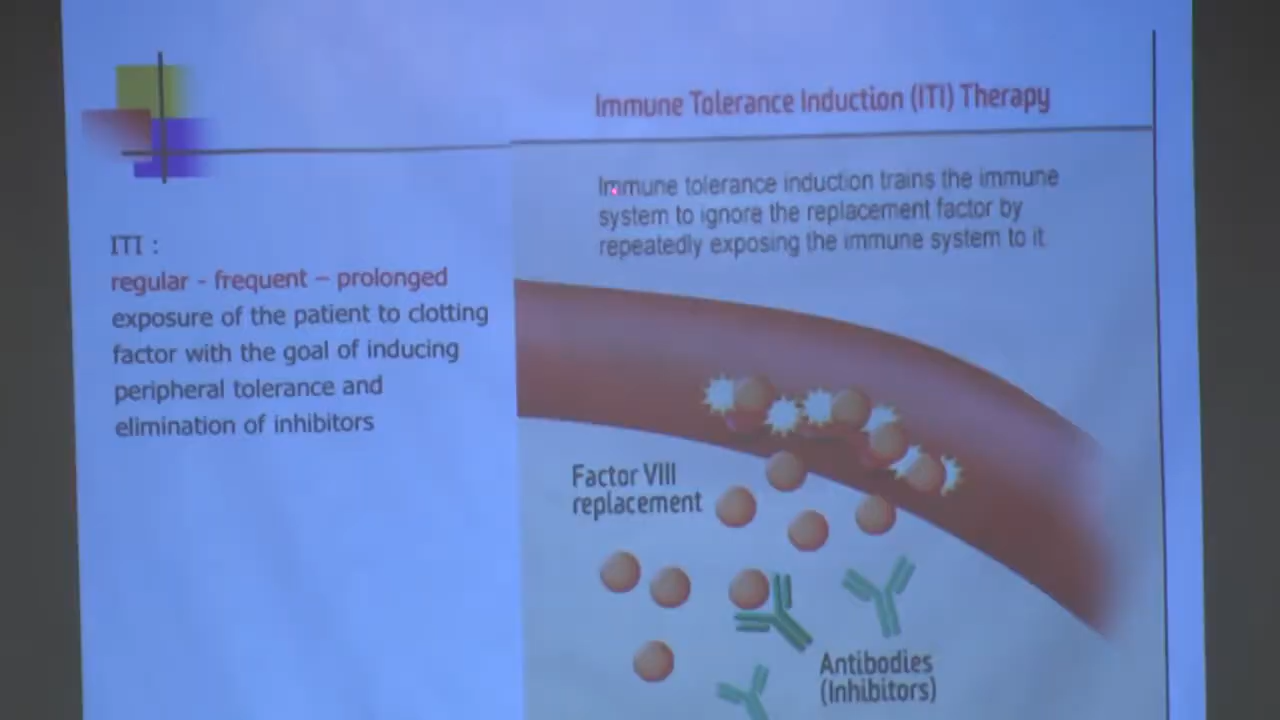 Immune Tolerance Induction (ITI) Therapy
Immune tolerance induction trains the immune
system to ignore the replacement factor by
repeatedly exposing the immune system to it
ITI :
regular - frequent – prolonged
exposure of the patient to clotting
factor with the goal of inducing
peripheral tolerance and
elimination of inhibitors
Factor VIII
replacement
Antibodies
(Inhibitors)